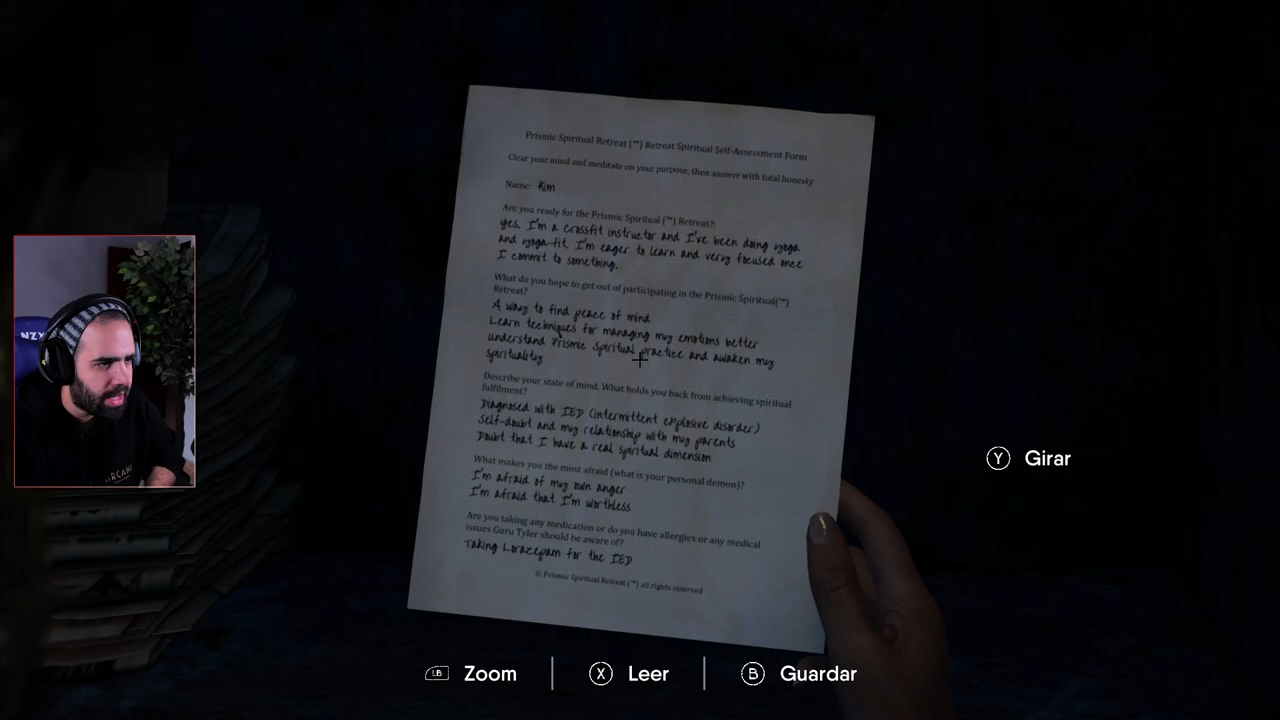 Prismic Spiritual Retreat (™) Retreat Spiritual Self-Assessment Form
Clear your mind and meditate on your purpose, then answer with total honesty
Name: Kim
Are you ready for the Prismic Spiritual (™) Retreat?:
Yes. I'm a crossfit instructor and I've been doing yoga
and yoga-fit. I'm eager to learn and very focused once
I commit to something.
What do you hope to get out of participating in the Prismic Spiritual(™)
Retreat?
A way to find peace of mind
Learn techniques for managing my emotions better
Understand Prismic Spiritual practice and awaken my
spirituality
Describe your state of mind. What holds you back from achieving spiritual
fulfilment?
Diagnosed with IED (intermittent explosive disorder)
Self-doubt and my relationship with my parents
Doubt that I have a real spiritual dimension
What makes you the most afraid (what is your personal demon)?
I'm afraid of my own anger
I'm afraid that I'm worthless
Are you taking any medication or do you have allergies or any medical
issues Guru Tyler should be aware of?
Taking Lorazepam for the IED
© Prismic Spiritual Retreat (™) all rights reserved
NZX
ARCANE
Y Girar
LB Zoom X Leer B Guardar